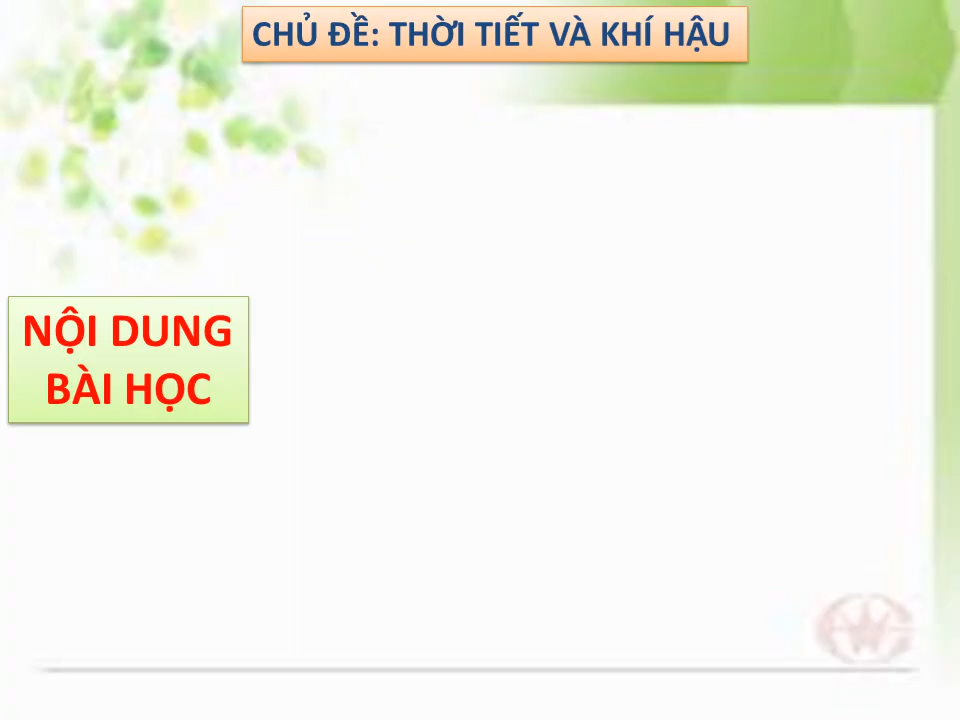 CHỦ ĐỀ: THỜI TIẾT VÀ KHÍ HẬU
NỘI DUNG
BÀI HỌC